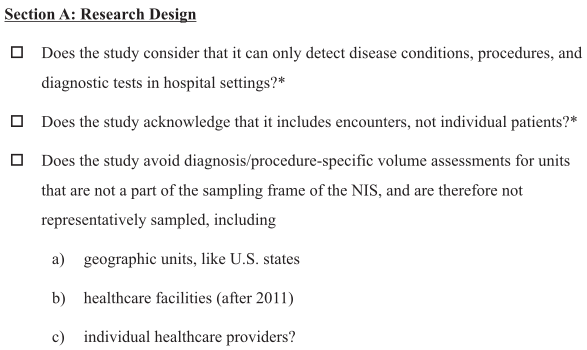 Section A: Research Design
☐ Does the study consider that it can only detect disease conditions, procedures, and
diagnostic tests in hospital settings?*
☐ Does the study acknowledge that it includes encounters, not individual patients?*
☐ Does the study avoid diagnosis/procedure-specific volume assessments for units
that are not a part of the sampling frame of the NIS, and are therefore not
representatively sampled, including
a) geographic units, like U.S. states
b) healthcare facilities (after 2011)
c) individual healthcare providers?